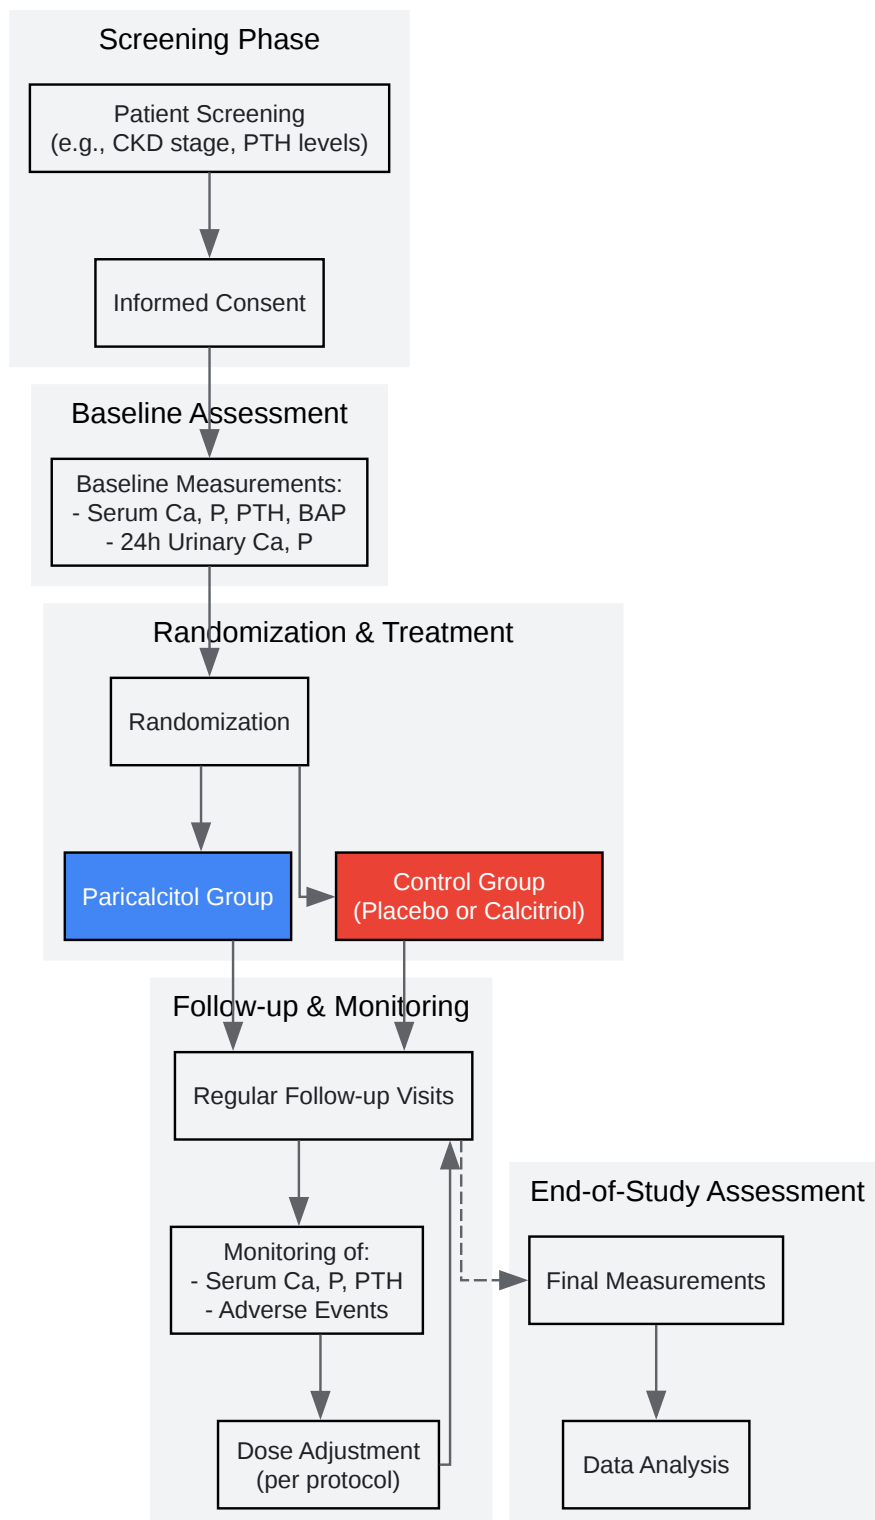 Screening Phase
Patient Screening
(e.g., CKD stage, PTH levels)
Informed Consent
Baseline Assessment
Baseline Measurements:
- Serum Ca, P, PTH, BAP
- 24h Urinary Ca, P
Randomization & Treatment
Randomization
Paricalcitol Group
Control Group
(Placebo or Calcitriol)
Follow-up & Monitoring
Regular Follow-up Visits
Monitoring of:
- Serum Ca, P, PTH
- Adverse Events
Dose Adjustment
(per protocol)
End-of-Study Assessment
Final Measurements
Data Analysis